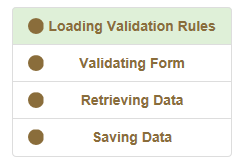 Loading Validation Rules
Validating Form
Retrieving Data
Saving Data